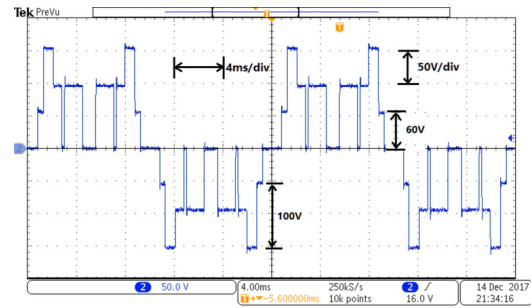 Tek PreVu
T
T
4ms/div
50V/div
60V
2
100V
2 50.0 V
4.00ms
T→▼-5.600000ms
250kS/s
10k points
2 ∫
16.0 V
14 Dec 2017
21:34:16